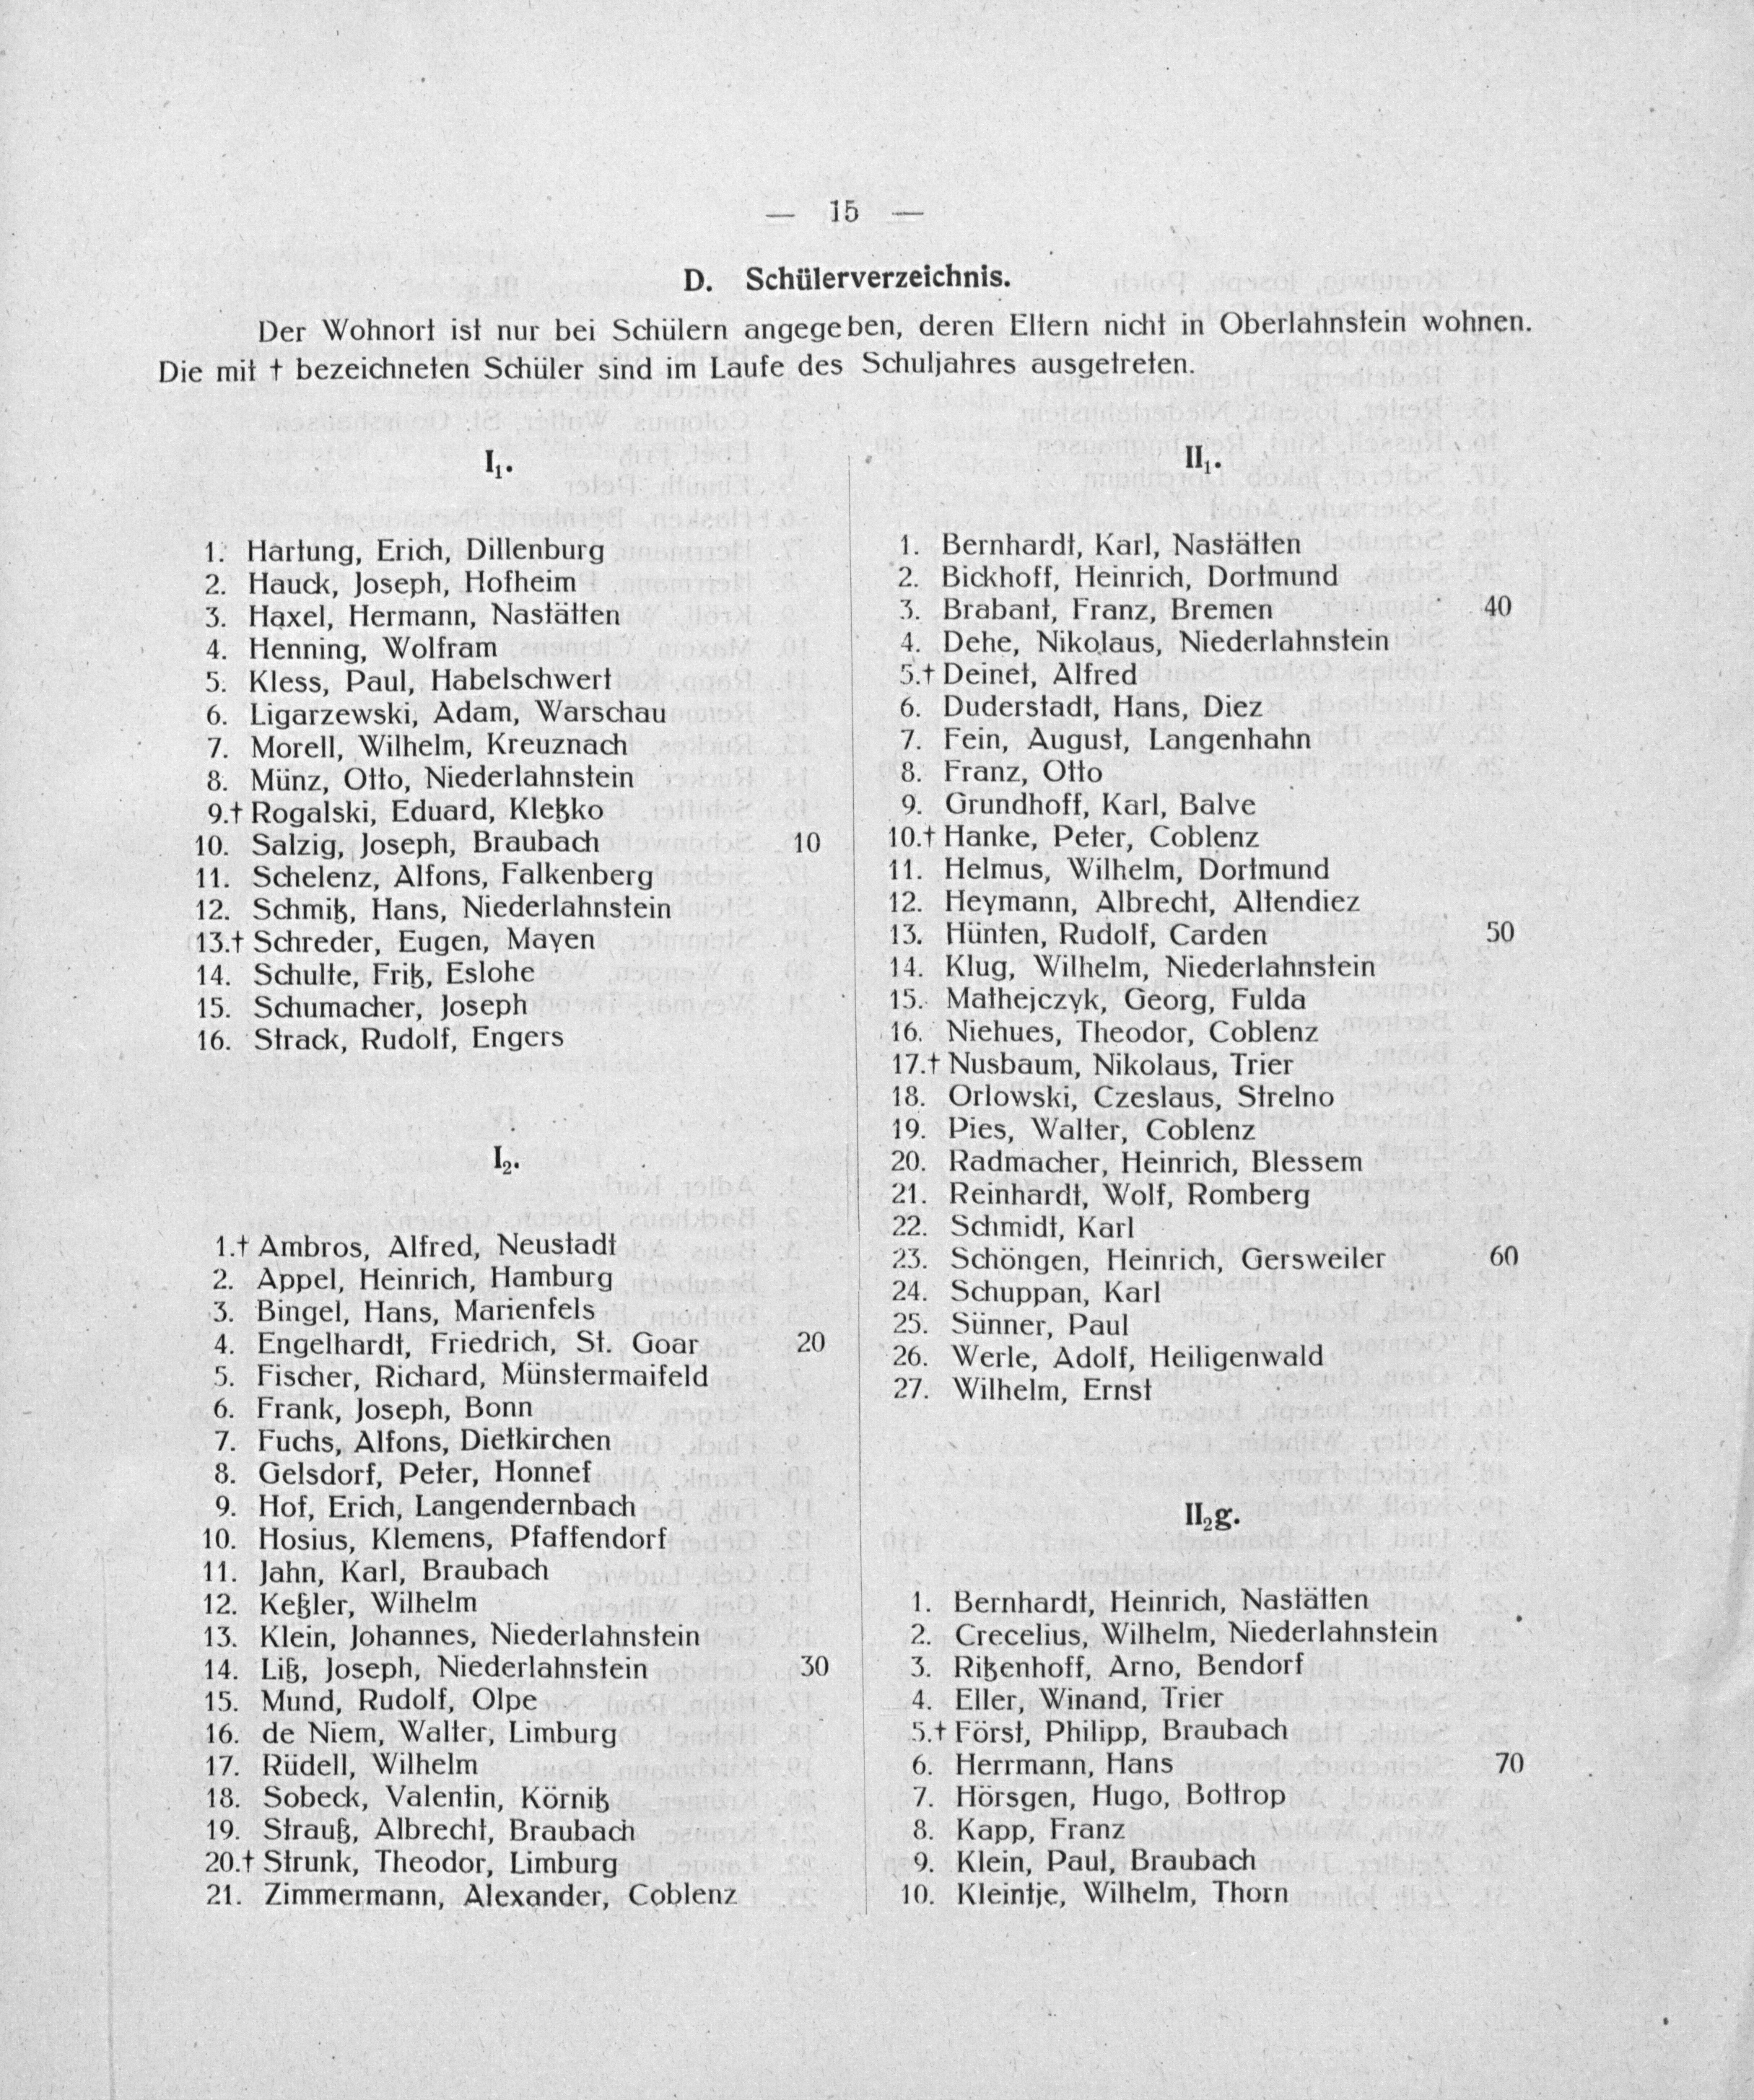 — 15 —
D. Schülerverzeichnis.
Der Wohnort ist nur bei Schülern angegeben, deren Eltern nicht in Oberlahnstein wohnen.
Die mit † bezeichneten Schüler sind im Laufe des Schuljahres ausgetreten.
I₁.
1. Hartung, Erich, Dillenburg
2. Hauck, Joseph, Hofheim
3. Haxel, Hermann, Nastätten
4. Henning, Wolfram
5. Kless, Paul, Habelschwert
6. Ligarzewski, Adam, Warschau
7. Morell, Wilhelm, Kreuznach
8. Münz, Otto, Niederlahnstein
9.† Rogalski, Eduard, Kletzko
10. Salzig, Joseph, Braubach 10
11. Schelenz, Alfons, Falkenberg
12. Schmitz, Hans, Niederlahnstein
13.† Schreder, Eugen, Mayen
14. Schulte, Fritz, Eslohe
15. Schumacher, Joseph
16. Strack, Rudolf, Engers
I₂.
1.† Ambros, Alfred, Neustadt
2. Appel, Heinrich, Hamburg
3. Bingel, Hans, Marienfels
4. Engelhardt, Friedrich, St. Goar 20
5. Fischer, Richard, Münstermaifeld
6. Frank, Joseph, Bonn
7. Fuchs, Alfons, Dietkirchen
8. Gelsdorf, Peter, Honnef
9. Hof, Erich, Langendernbach
10. Hosius, Klemens, Pfaffendorf
11. Jahn, Karl, Braubach
12. Keßler, Wilhelm
13. Klein, Johannes, Niederlahnstein
14. Litz, Joseph, Niederlahnstein 30
15. Mund, Rudolf, Olpe
16. de Niem, Walter, Limburg
17. Rüdell, Wilhelm
18. Sobeck, Valentin, Körnitz
19. Strauß, Albrecht, Braubach
20.† Strunk, Theodor, Limburg
21. Zimmermann, Alexander, Coblenz
II₁.
1. Bernhardt, Karl, Nastätten
2. Bickhoff, Heinrich, Dortmund
3. Brabant, Franz, Bremen 40
4. Dehe, Nikolaus, Niederlahnstein
5.† Deinet, Alfred
6. Duderstadt, Hans, Diez
7. Fein, August, Langenhahn
8. Franz, Otto
9. Grundhoff, Karl, Balve
10.† Hanke, Peter, Coblenz
11. Helmus, Wilhelm, Dortmund
12. Heymann, Albrecht, Altendiez
13. Hünten, Rudolf, Carden 50
14. Klug, Wilhelm, Niederlahnstein
15. Mathejczyk, Georg, Fulda
16. Niehues, Theodor, Coblenz
17.† Nusbaum, Nikolaus, Trier
18. Orlowski, Czeslaus, Strelno
19. Pies, Walter, Coblenz
20. Radmacher, Heinrich, Blessem
21. Reinhardt, Wolf, Romberg
22. Schmidt, Karl
23. Schöngen, Heinrich, Gersweiler 60
24. Schuppan, Karl
25. Sünner, Paul
26. Werle, Adolf, Heiligenwald
27. Wilhelm, Ernst
II₂g.
1. Bernhardt, Heinrich, Nastätten
2. Crecelius, Wilhelm, Niederlahnstein
3. Ritzenhoff, Arno, Bendorf
4. Eller, Winand, Trier
5.† Först, Philipp, Braubach
6. Herrmann, Hans 70
7. Hörsgen, Hugo, Bottrop
8. Kapp, Franz
9. Klein, Paul, Braubach
10. Kleintje, Wilhelm, Thorn